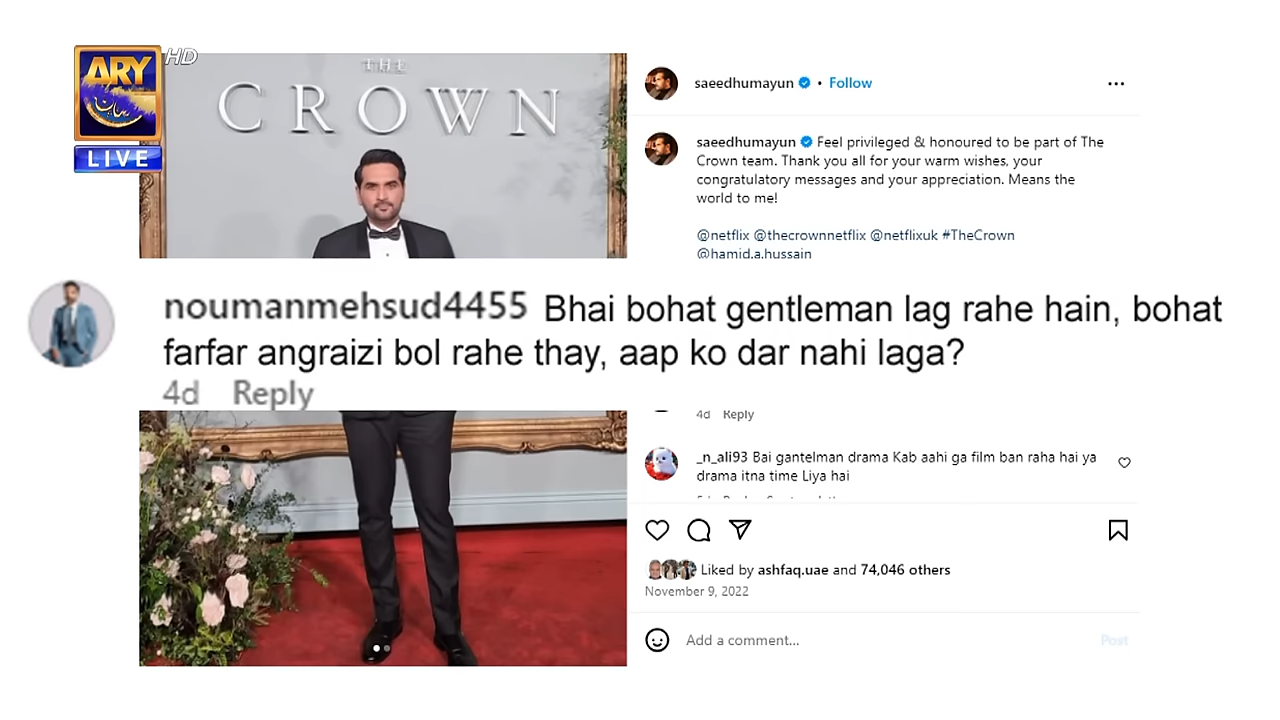 ARY
رمضان
HD
LIVE
THE
CROWN
saeedhumayun • Follow
saeedhumayun Feel privileged & honoured to be part of The
Crown team. Thank you all for your warm wishes, your
congratulatory messages and your appreciation. Means the
world to me!
@netflix @thecrownnetflix @netflixuk #TheCrown
@hamid.a.hussain
noumanmehsud4455 Bhai bohat gentleman lag rahe hain, bohat
farfar angraizi bol rahe thay, aap ko dar nahi laga?
4d Reply
4d Reply
_n_ali93 Bai gantelman drama Kab aahi ga film ban raha hai ya
drama itna time Liya hai
Liked by ashfaq.uae and 74,046 others
November 9, 2022
Add a comment...
Post